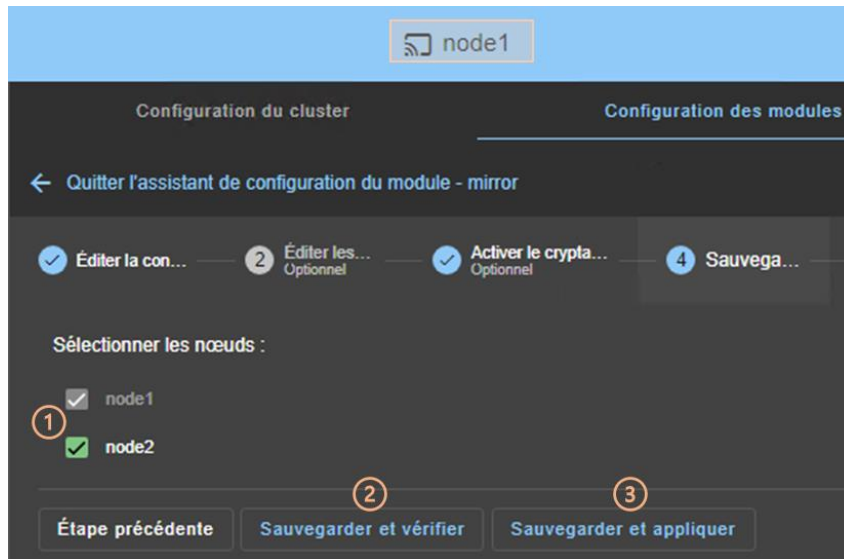 node1
Configuration du cluster
Configuration des modules
Quitter l'assistant de configuration du module - mirror
Éditer la con...
2 Éditer les...
Optionnel
Activer le crypta...
Optionnel
4 Sauvega...
Sélectionner les nœuds :
node1
1
node2
2
3
Étape précédente
Sauvegarder et vérifier
Sauvegarder et appliquer